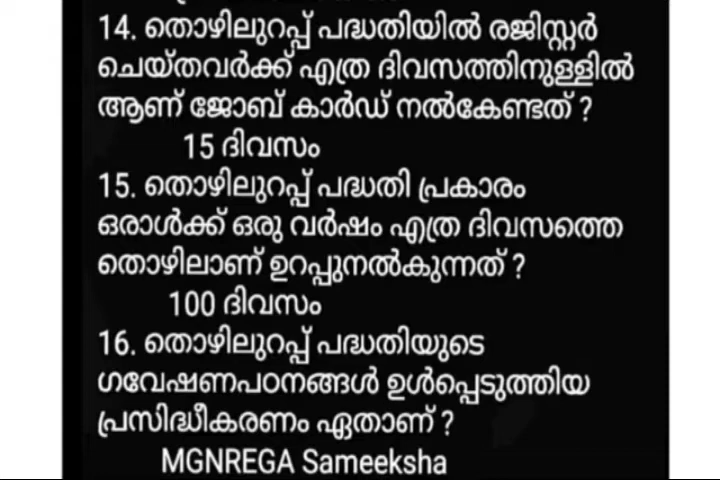 14. തൊഴിലുറപ്പ് പദ്ധതിയിൽ രജിസ്റ്റർ
ചെയ്തവർക്ക് എത്ര ദിവസത്തിനുള്ളിൽ
ആണ് ജോബ് കാർഡ് നൽകേണ്ടത് ?
15 ദിവസം
15. തൊഴിലുറപ്പ് പദ്ധതി പ്രകാരം
ഒരാൾക്ക് ഒരു വർഷം എത്ര ദിവസത്തെ
തൊഴിലാണ് ഉറപ്പുനൽകുന്നത് ?
100 ദിവസം
16. തൊഴിലുറപ്പ് പദ്ധതിയുടെ
ഗവേഷണപഠനങ്ങൾ ഉൾപ്പെടുത്തിയ
പ്രസിദ്ധീകരണം ഏതാണ് ?
MGNREGA Sameeksha